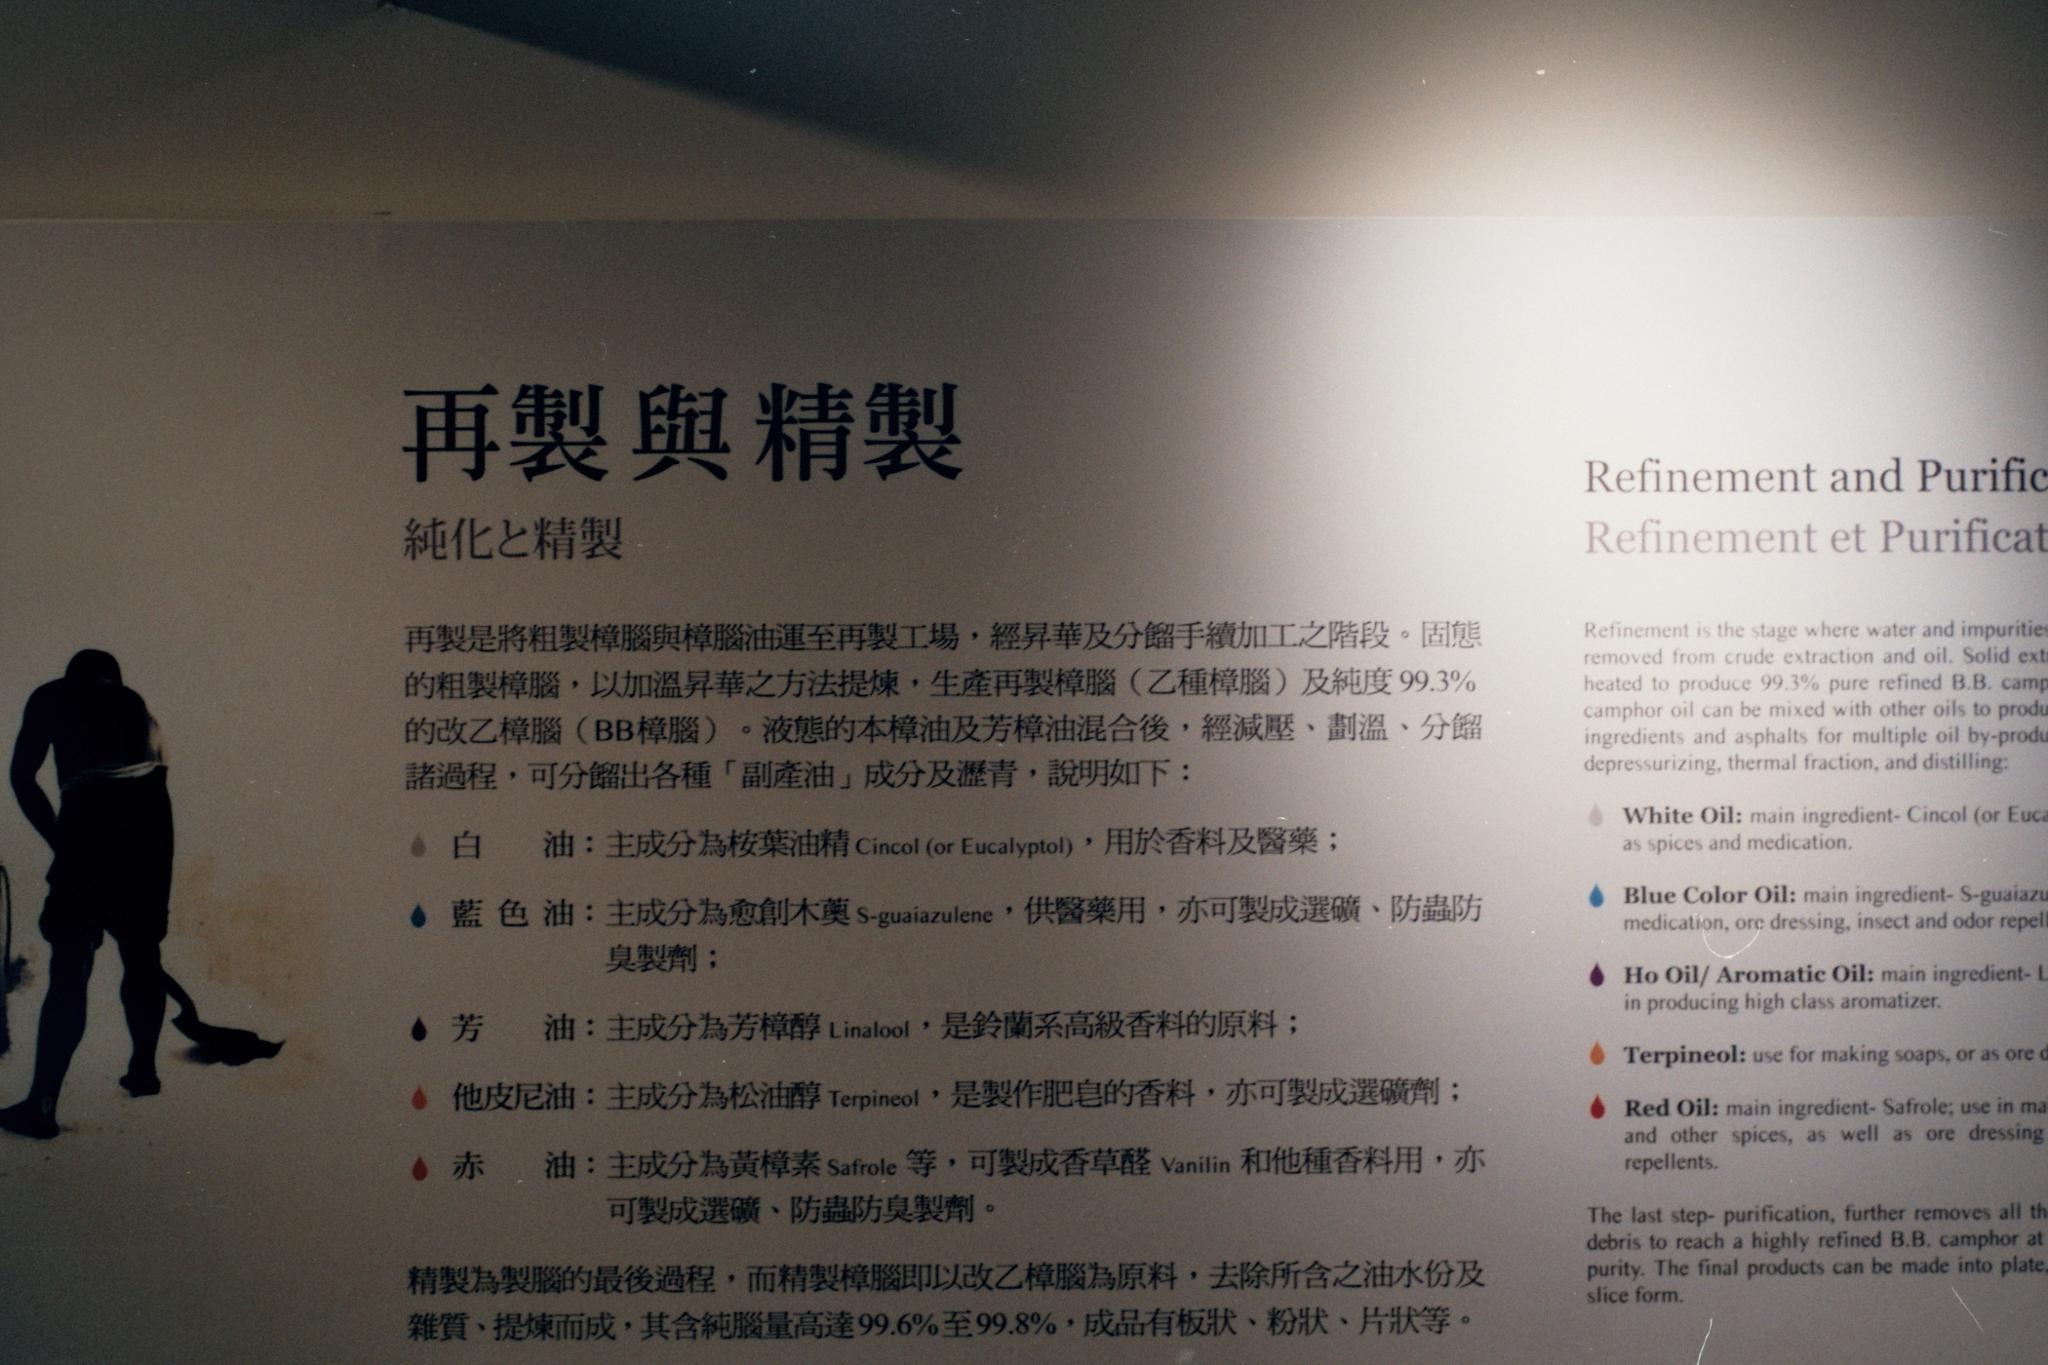 再製與精製
純化と精製
再製是將粗製樟腦與樟腦油運至再製工場，經昇華及分餾手續加工之階段。固態
的粗製樟腦，以加溫昇華之方法提煉，生產再製樟腦（乙種樟腦）及純度 99.3%
的改乙樟腦（BB樟腦）。液態的本樟油及芳樟油混合後，經減壓、劃溫、分餾
諸過程，可分餾出各種「副產油」成分及瀝青，說明如下：
白油：主成分為桉葉油精 Cincol (or Eucalyptol)，用於香料及醫藥；
藍色油：主成分為愈創木薁 S-guaiazulene，供醫藥用，亦可製成選礦、防蟲防
臭製劑；
芳油：主成分為芳樟醇 Linalool，是鈴蘭系高級香料的原料；
他皮尼油：主成分為松油醇 Terpineol，是製作肥皂的香料，亦可製成選礦劑；
赤油：主成分為黃樟素 Safrole 等，可製成香草醛 Vanilin 和他種香料用，亦
可製成選礦、防蟲防臭製劑。
精製為製腦的最後過程，而精製樟腦即以改乙樟腦為原料，去除所含之油水份及
雜質、提煉而成，其含純腦量高達 99.6% 至 99.8%，成品有板狀、粉狀、片狀等。
Refinement and Purific
Refinement et Purificat
Refinement is the stage where water and impurities
removed from crude extraction and oil. Solid ext
heated to produce 99.3% pure refined B.B. camp
camphor oil can be mixed with other oils to produ
ingredients and asphalts for multiple oil by-produ
depressurizing, thermal fraction, and distilling:
White Oil: main ingredient- Cincol (or Euca
as spices and medication.
Blue Color Oil: main ingredient- S-guaiazu
medication, ore dressing, insect and odor repell
Ho Oil/ Aromatic Oil: main ingredient- L
in producing high class aromatizer.
Terpineol: use for making soaps, or as ore d
Red Oil: main ingredient- Safrole; use in ma
and other spices, as well as ore dressing
repellents.
The last step- purification, further removes all th
debris to reach a highly refined B.B. camphor at
purity. The final products can be made into plate,
slice form.